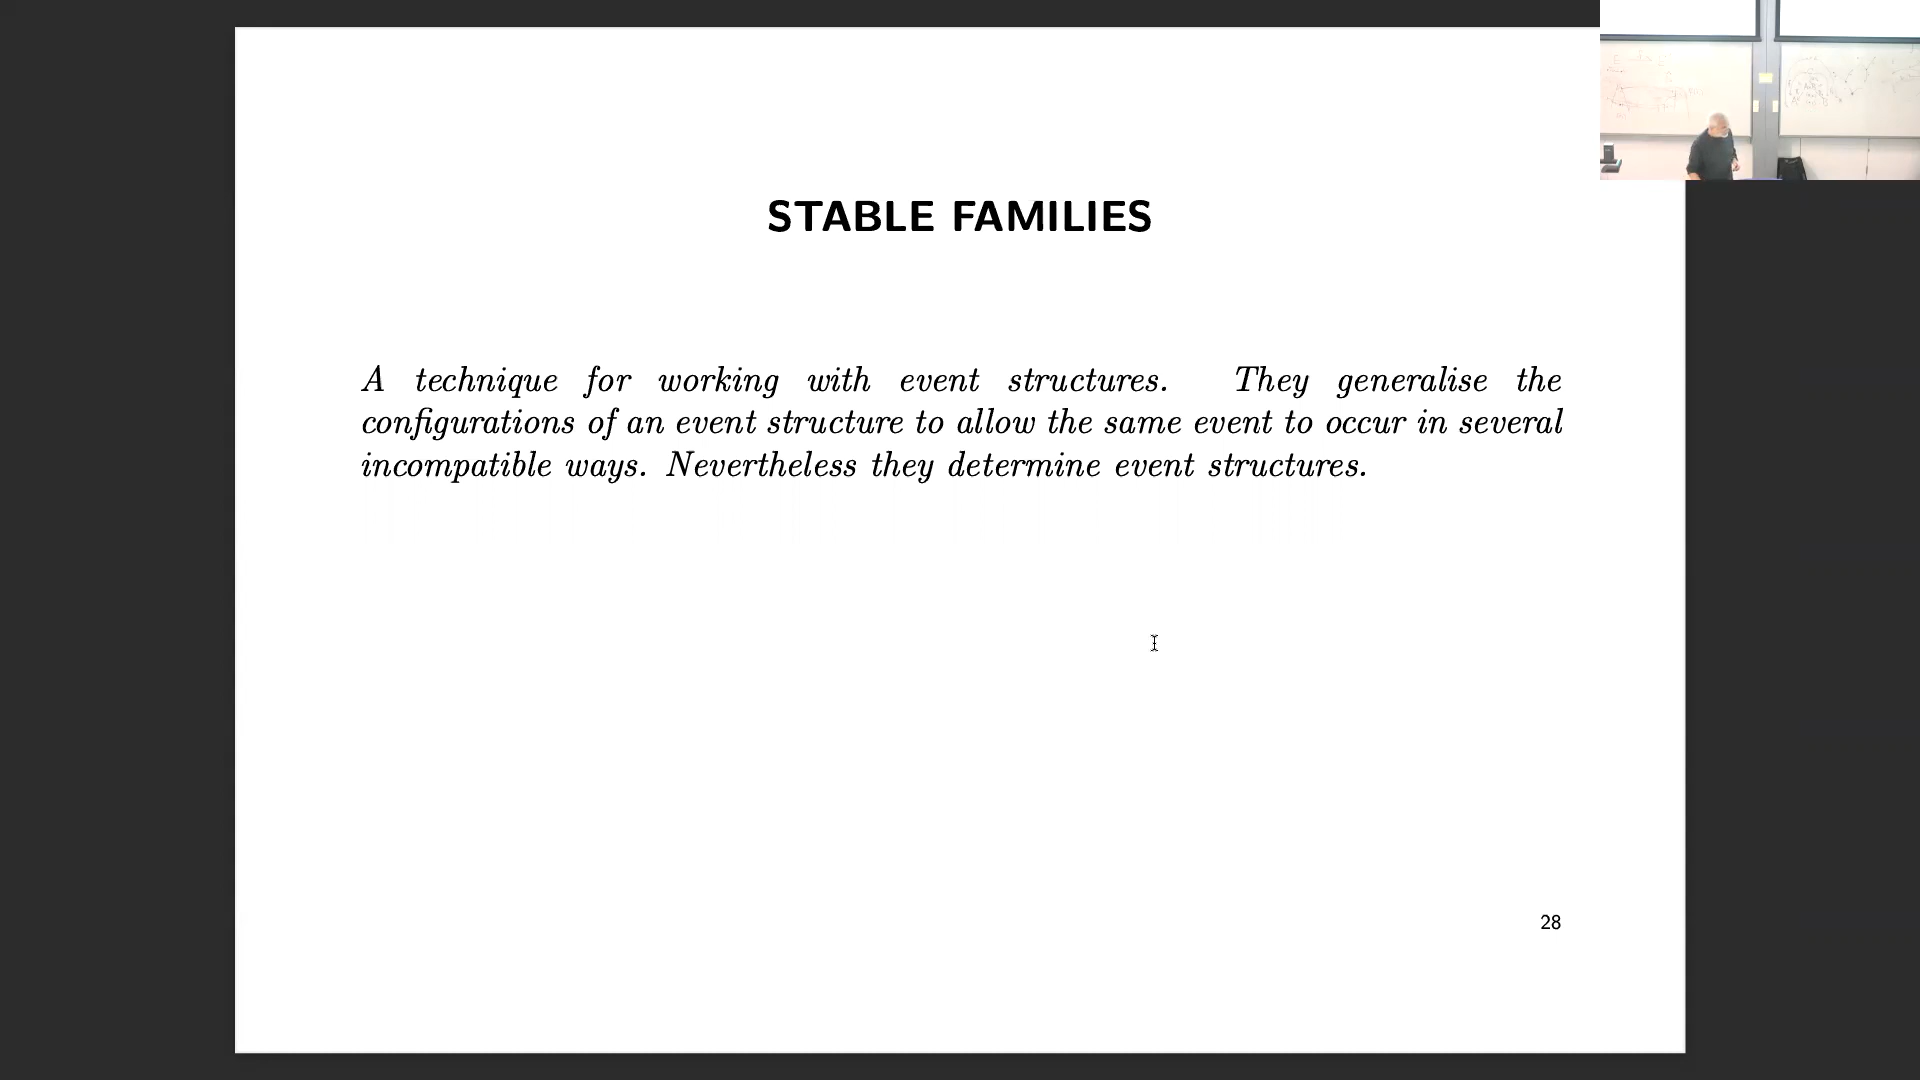 STABLE FAMILIES
A technique for working with event structures. They generalise the
configurations of an event structure to allow the same event to occur in several
incompatible ways. Nevertheless they determine event structures.
28